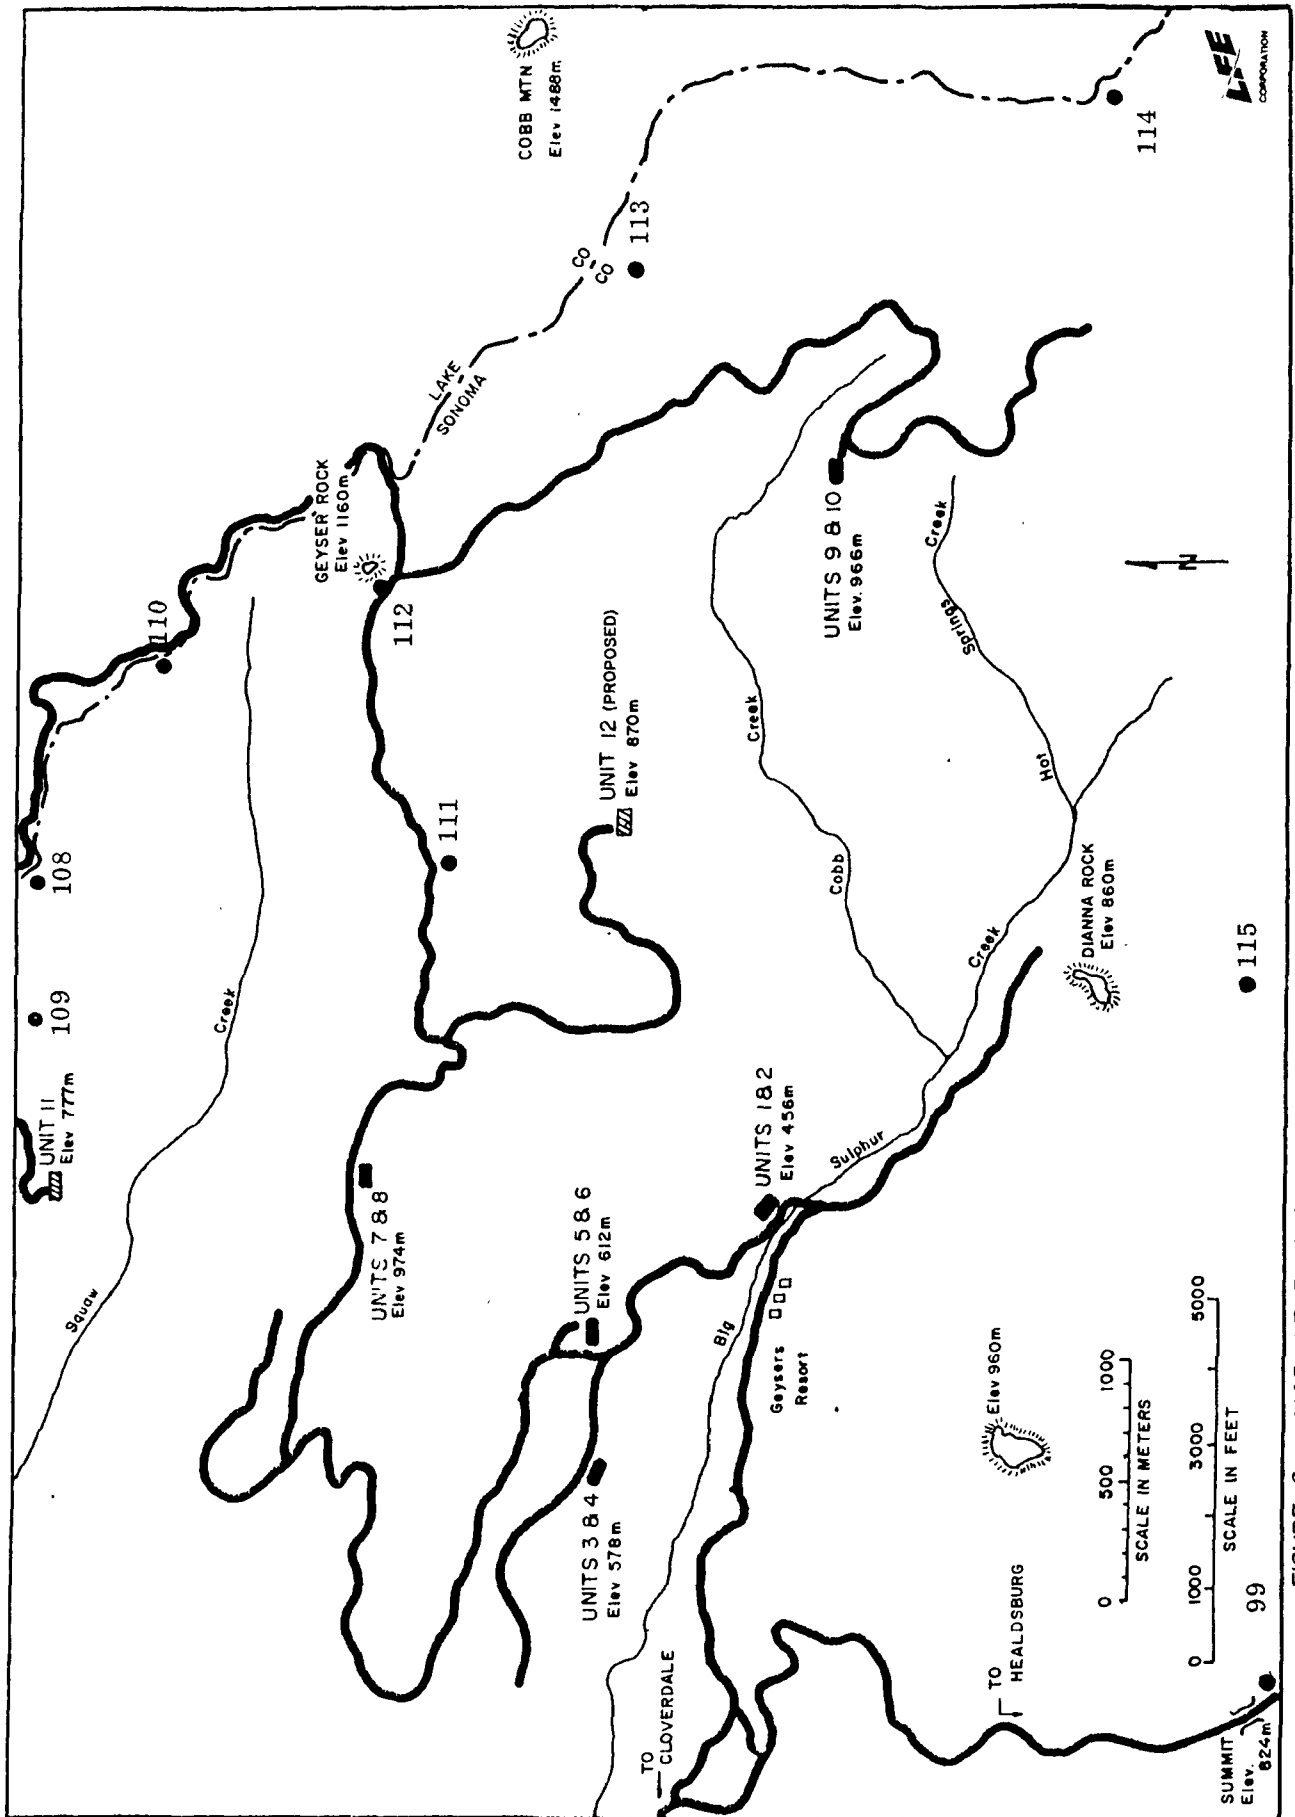 COBB MTN
Elev 1488m
LFE
CORPORATION
110
108
109
UNIT 11
Elev 777m
Squaw
Creek
GEYSER ROCK
Elev 1160m
112
LAKE
SONOMA
CO
CO
113
114
111
UNITS 7 & 8
Elev 974m
UNIT 12 (PROPOSED)
Elev 870m
UNITS 5 & 6
Elev 612m
UNITS 3 & 4
Elev 578m
UNITS 1 & 2
Elev 456m
UNITS 9 & 10
Elev. 966m
Cobb
Creek
Hot
Springs
Creek
N
Big
Sulphur
Creek
Geysers
Resort
DIANNA ROCK
Elev 860m
115
Elev 960m
TO
CLOVERDALE
TO
HEALDSBURG
0 500 1000
SCALE IN METERS
0 1000 3000 5000
SCALE IN FEET
SUMMIT
Elev.
824m
99